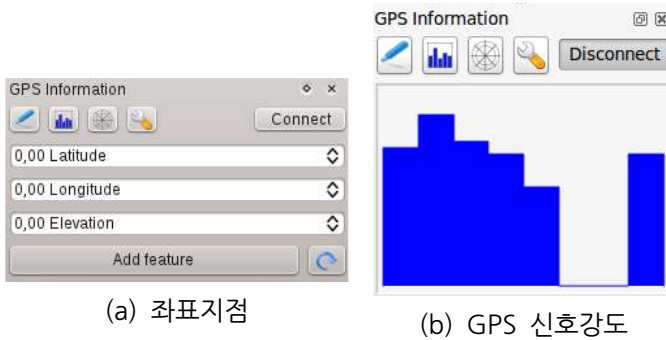 GPS Information
Connect
0,00 Latitude
0,00 Longitude
0,00 Elevation
Add feature
(a) 좌표지점
GPS Information
Disconnect
(b) GPS 신호강도